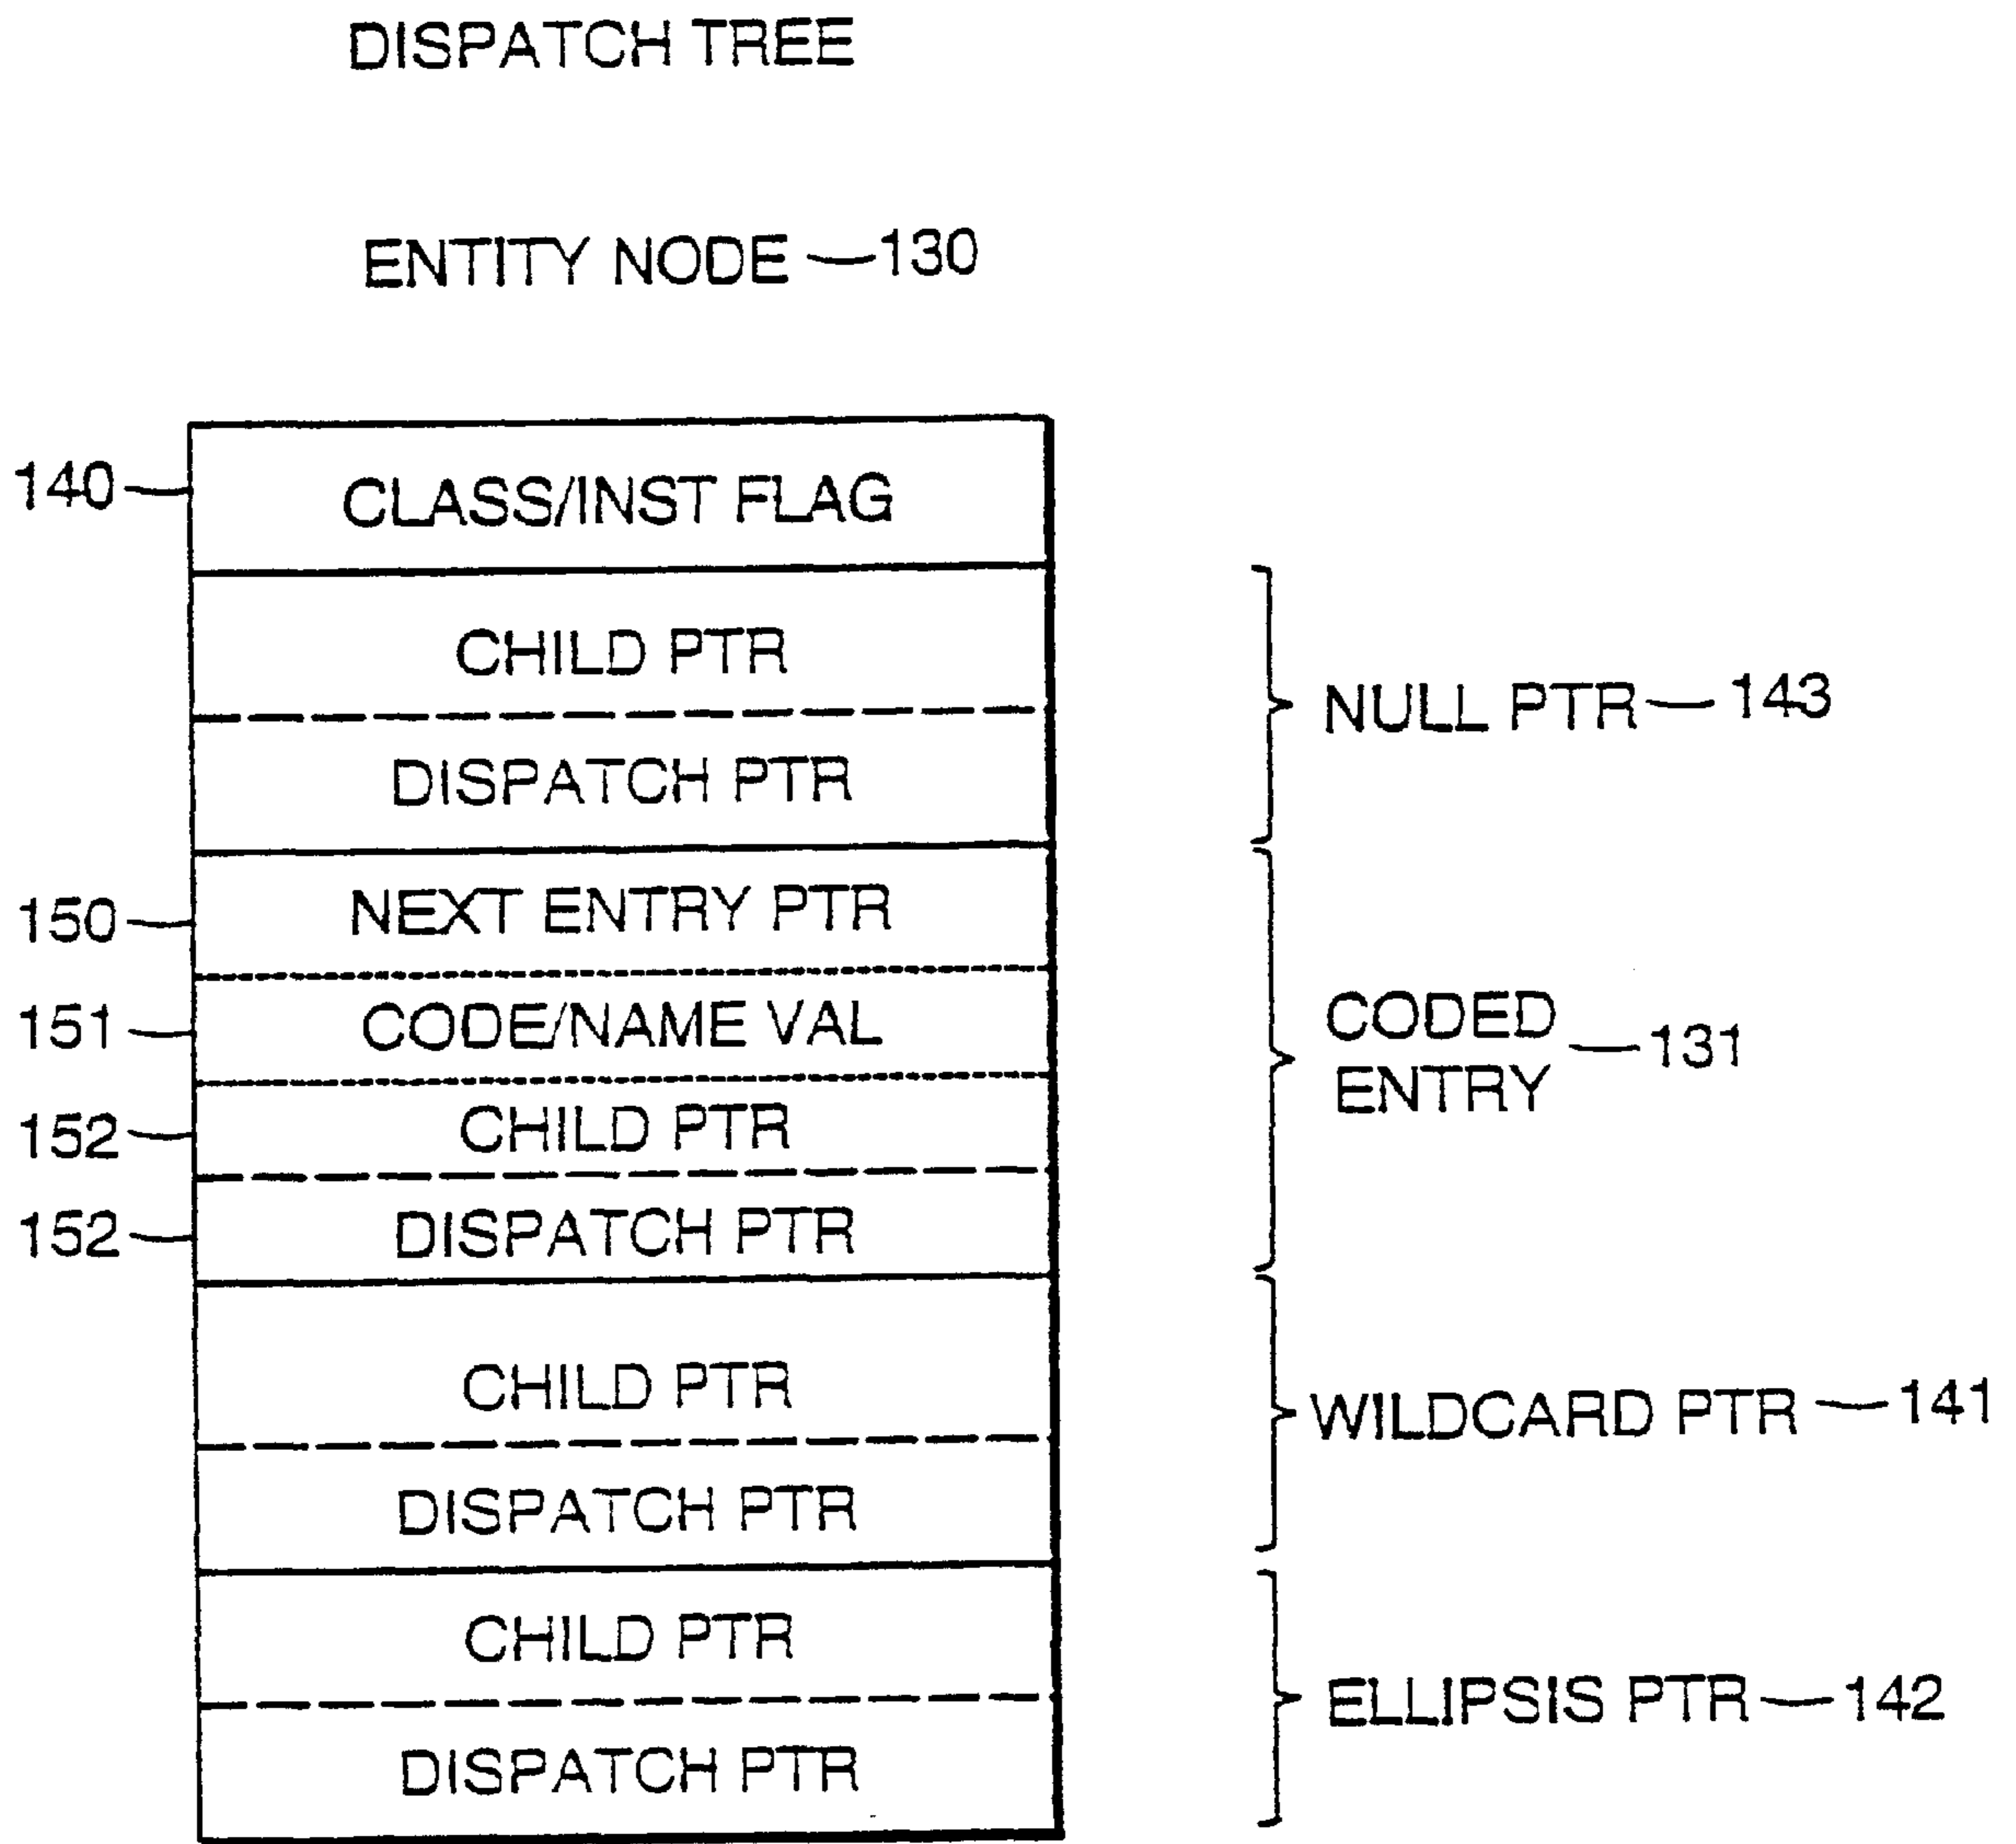 DISPATCH TREE
ENTITY NODE 130
140 CLASS/INST FLAG
CHILD PTR
DISPATCH PTR
NULL PTR 143
150 NEXT ENTRY PTR
151 CODE/NAME VAL
152 CHILD PTR
152 DISPATCH PTR
CODED
ENTRY 131
CHILD PTR
DISPATCH PTR
WILDCARD PTR 141
CHILD PTR
DISPATCH PTR
ELLIPSIS PTR 142